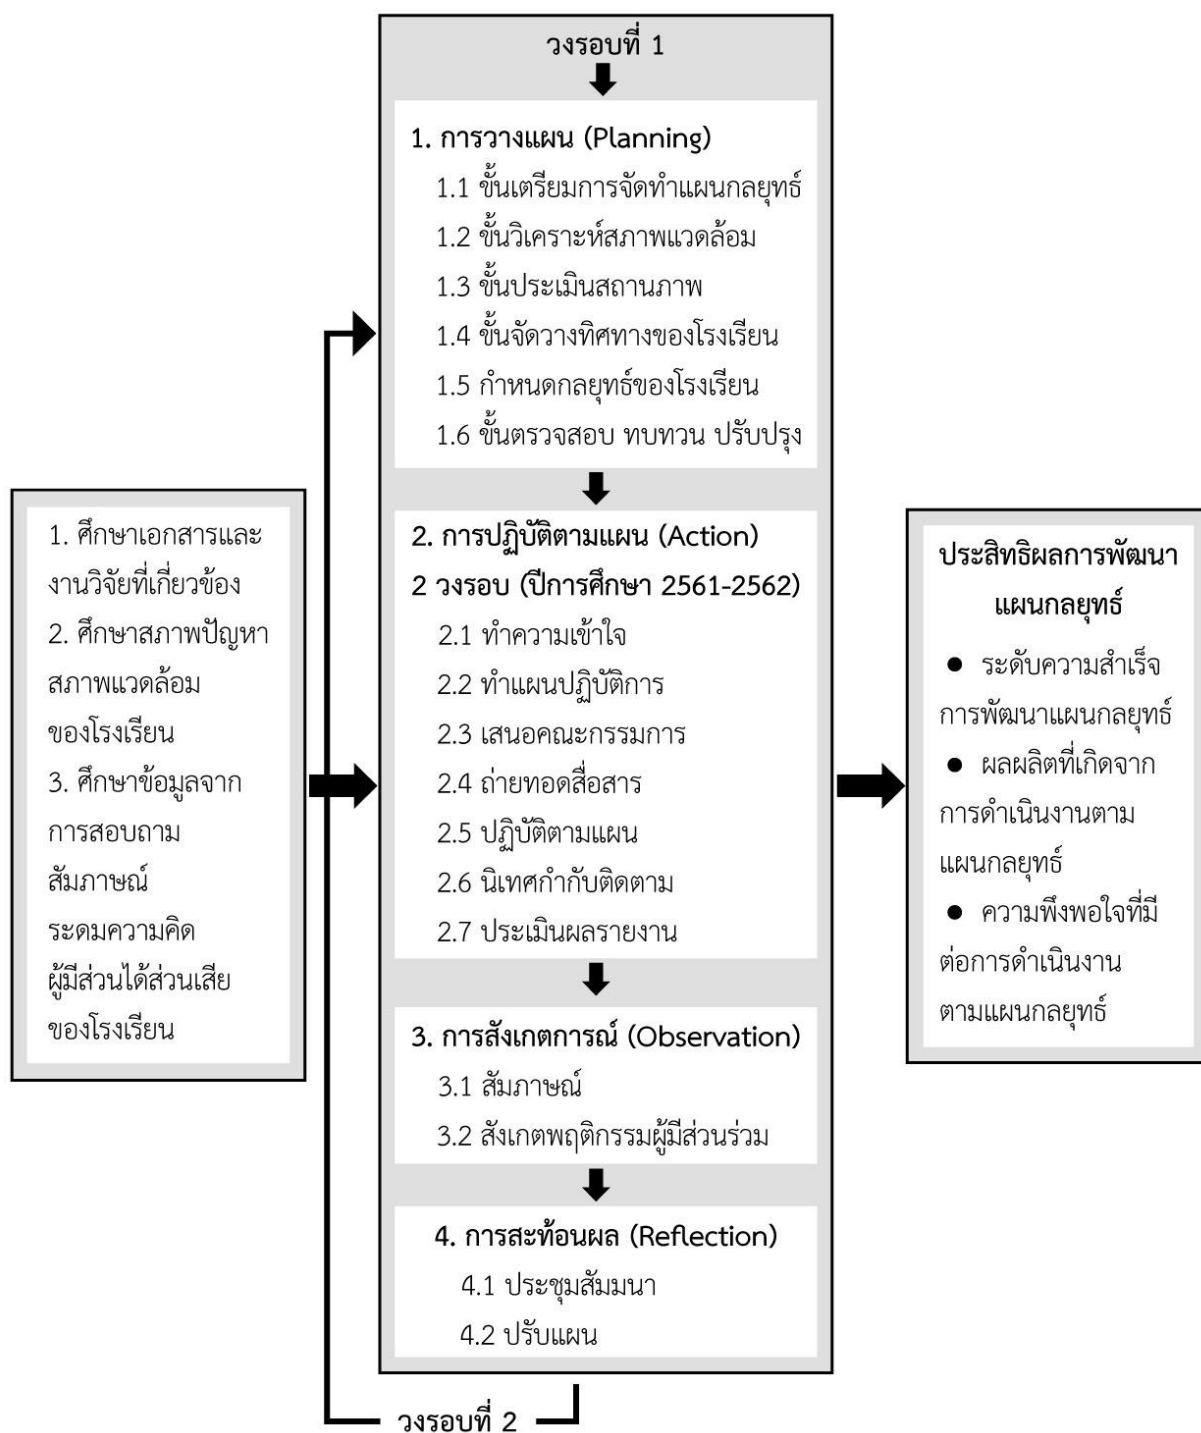 วงรอบที่ 1
1. การวางแผน (Planning)
1.1 ขั้นเตรียมการจัดทำแผนกลยุทธ์
1.2 ขั้นวิเคราะห์สภาพแวดล้อม
1.3 ขั้นประเมินสถานภาพ
1.4 ขั้นจัดวางทิศทางของโรงเรียน
1.5 กำหนดกลยุทธ์ของโรงเรียน
1.6 ขั้นตรวจสอบ ทบทวน ปรับปรุง
1. ศึกษาเอกสารและ
งานวิจัยที่เกี่ยวข้อง
2. ศึกษาสภาพปัญหา
สภาพแวดล้อม
ของโรงเรียน
3. ศึกษาข้อมูลจาก
การสอบถาม
สัมภาษณ์
ระดมความคิด
ผู้มีส่วนได้ส่วนเสีย
ของโรงเรียน
2. การปฏิบัติตามแผน (Action)
2 วงรอบ (ปีการศึกษา 2561-2562)
2.1 ทำความเข้าใจ
2.2 ทำแผนปฏิบัติการ
2.3 เสนอคณะกรรมการ
2.4 ถ่ายทอดสื่อสาร
2.5 ปฏิบัติตามแผน
2.6 นิเทศกำกับติดตาม
2.7 ประเมินผลรายงาน
3. การสังเกตการณ์ (Observation)
3.1 สัมภาษณ์
3.2 สังเกตพฤติกรรมผู้มีส่วนร่วม
4. การสะท้อนผล (Reflection)
4.1 ประชุมสัมมนา
4.2 ปรับแผน
วงรอบที่ 2
ประสิทธิผลการพัฒนา
แผนกลยุทธ์
● ระดับความสำเร็จ
การพัฒนาแผนกลยุทธ์
● ผลผลิตที่เกิดจาก
การดำเนินงานตาม
แผนกลยุทธ์
● ความพึงพอใจที่มี
ต่อการดำเนินงาน
ตามแผนกลยุทธ์